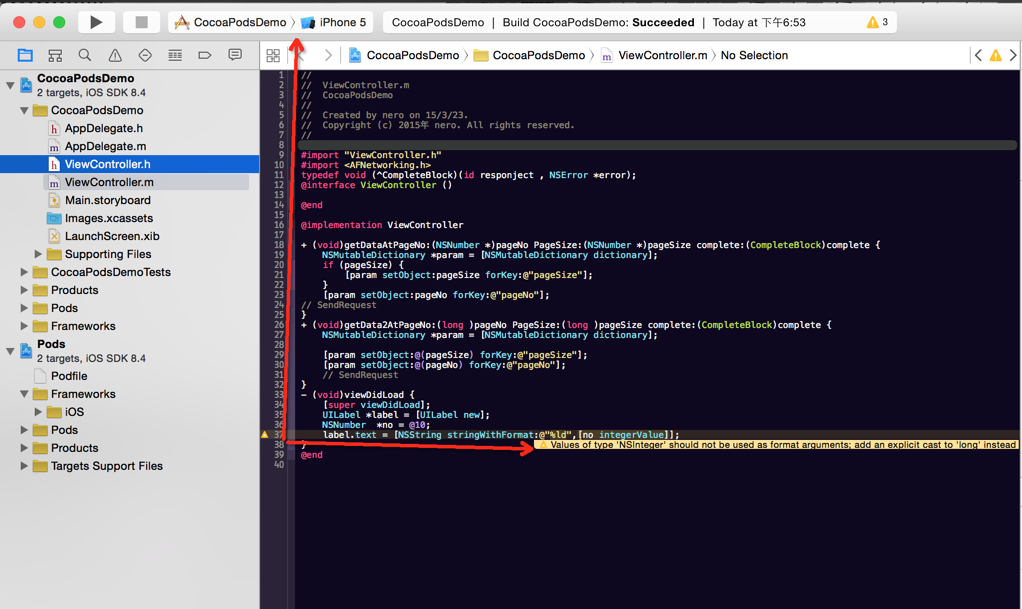 CocoaPodsDemo 〉 iPhone 5
CocoaPodsDemo | Build CocoaPodsDemo: Succeeded | Today at 下午6:53
3
CocoaPodsDemo 〉 CocoaPodsDemo 〉 m ViewController.m 〉 No Selection
CocoaPodsDemo
2 targets, iOS SDK 8.4
CocoaPodsDemo
h AppDelegate.h
m AppDelegate.m
h ViewController.h
m ViewController.m
Main.storyboard
Images.xcassets
LaunchScreen.xib
Supporting Files
CocoaPodsDemoTests
Products
Pods
Frameworks
Pods
2 targets, iOS SDK 8.4
Podfile
Frameworks
iOS
Pods
Products
Targets Support Files
1 //
2 // ViewController.m
3 // CocoaPodsDemo
4 //
5 // Created by nero on 15/3/23.
6 // Copyright (c) 2015年 nero. All rights reserved.
7 //
8
9 #import "ViewController.h"
10 #import <AFNetworking.h>
11 typedef void (^CompleteBlock)(id responject , NSError *error);
12 @interface ViewController ()
13
14 @end
15
16 @implementation ViewController
17
18 + (void)getDataAtPageNo:(NSNumber *)pageNo PageSize:(NSNumber *)pageSize complete:(CompleteBlock)complete {
19 NSMutableDictionary *param = [NSMutableDictionary dictionary];
20 if (pageSize) {
21 [param setObject:pageSize forKey:@"pageSize"];
22 }
23 [param setObject:pageNo forKey:@"pageNo"];
24 // SendRequest
25 }
26 + (void)getData2AtPageNo:(long )pageNo PageSize:(long )pageSize complete:(CompleteBlock)complete {
27 NSMutableDictionary *param = [NSMutableDictionary dictionary];
28
29 [param setObject:@(pageSize) forKey:@"pageSize"];
30 [param setObject:@(pageNo) forKey:@"pageNo"];
31 // SendRequest
32 }
33 - (void)viewDidLoad {
34 [super viewDidLoad];
35 UILabel *label = [UILabel new];
36 NSNumber *no = @10;
37 label.text = [NSString stringWithFormat:@"%ld",[no integerValue]];
38 } Values of type 'NSInteger' should not be used as format arguments; add an explicit cast to 'long' instead
39 @end
40